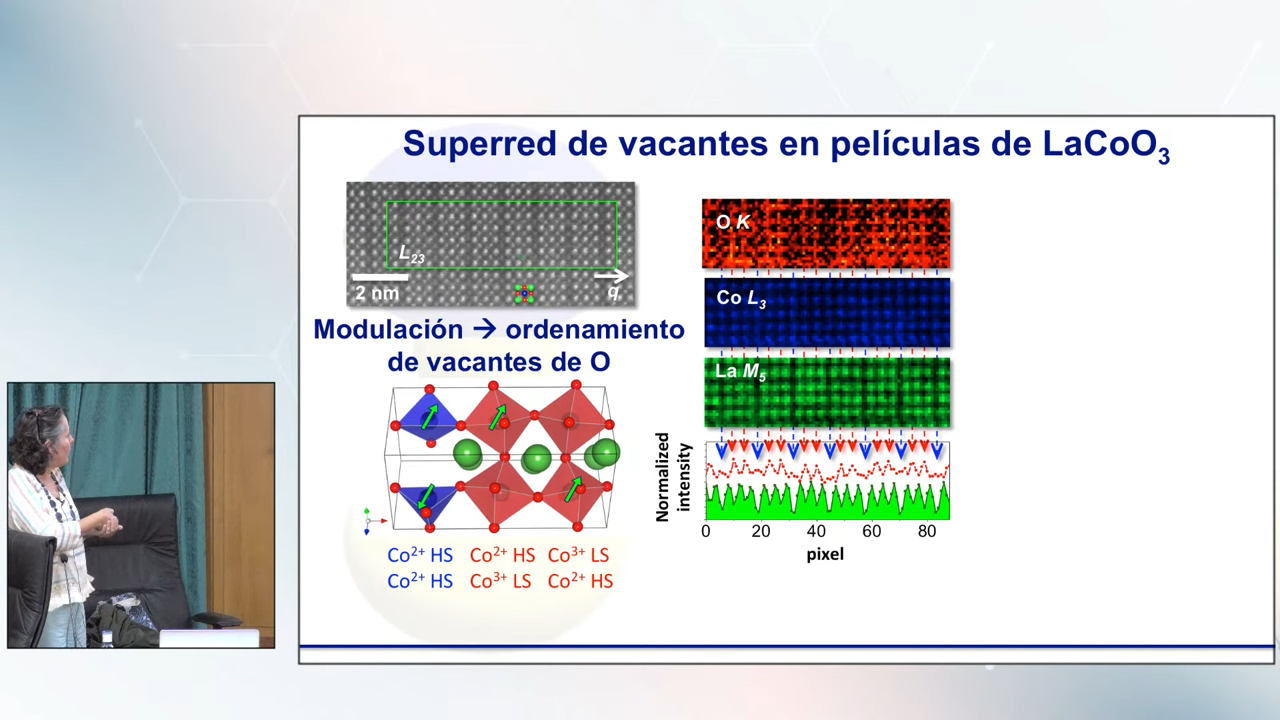 Superred de vacantes en películas de LaCoO3
L23
2 nm
q
Modulación → ordenamiento
de vacantes de O
Co2+ HS Co2+ HS Co3+ LS
Co2+ HS Co3+ LS Co2+ HS
O K
Co L3
La M5
Normalized
intensity
0 20 40 60 80
pixel